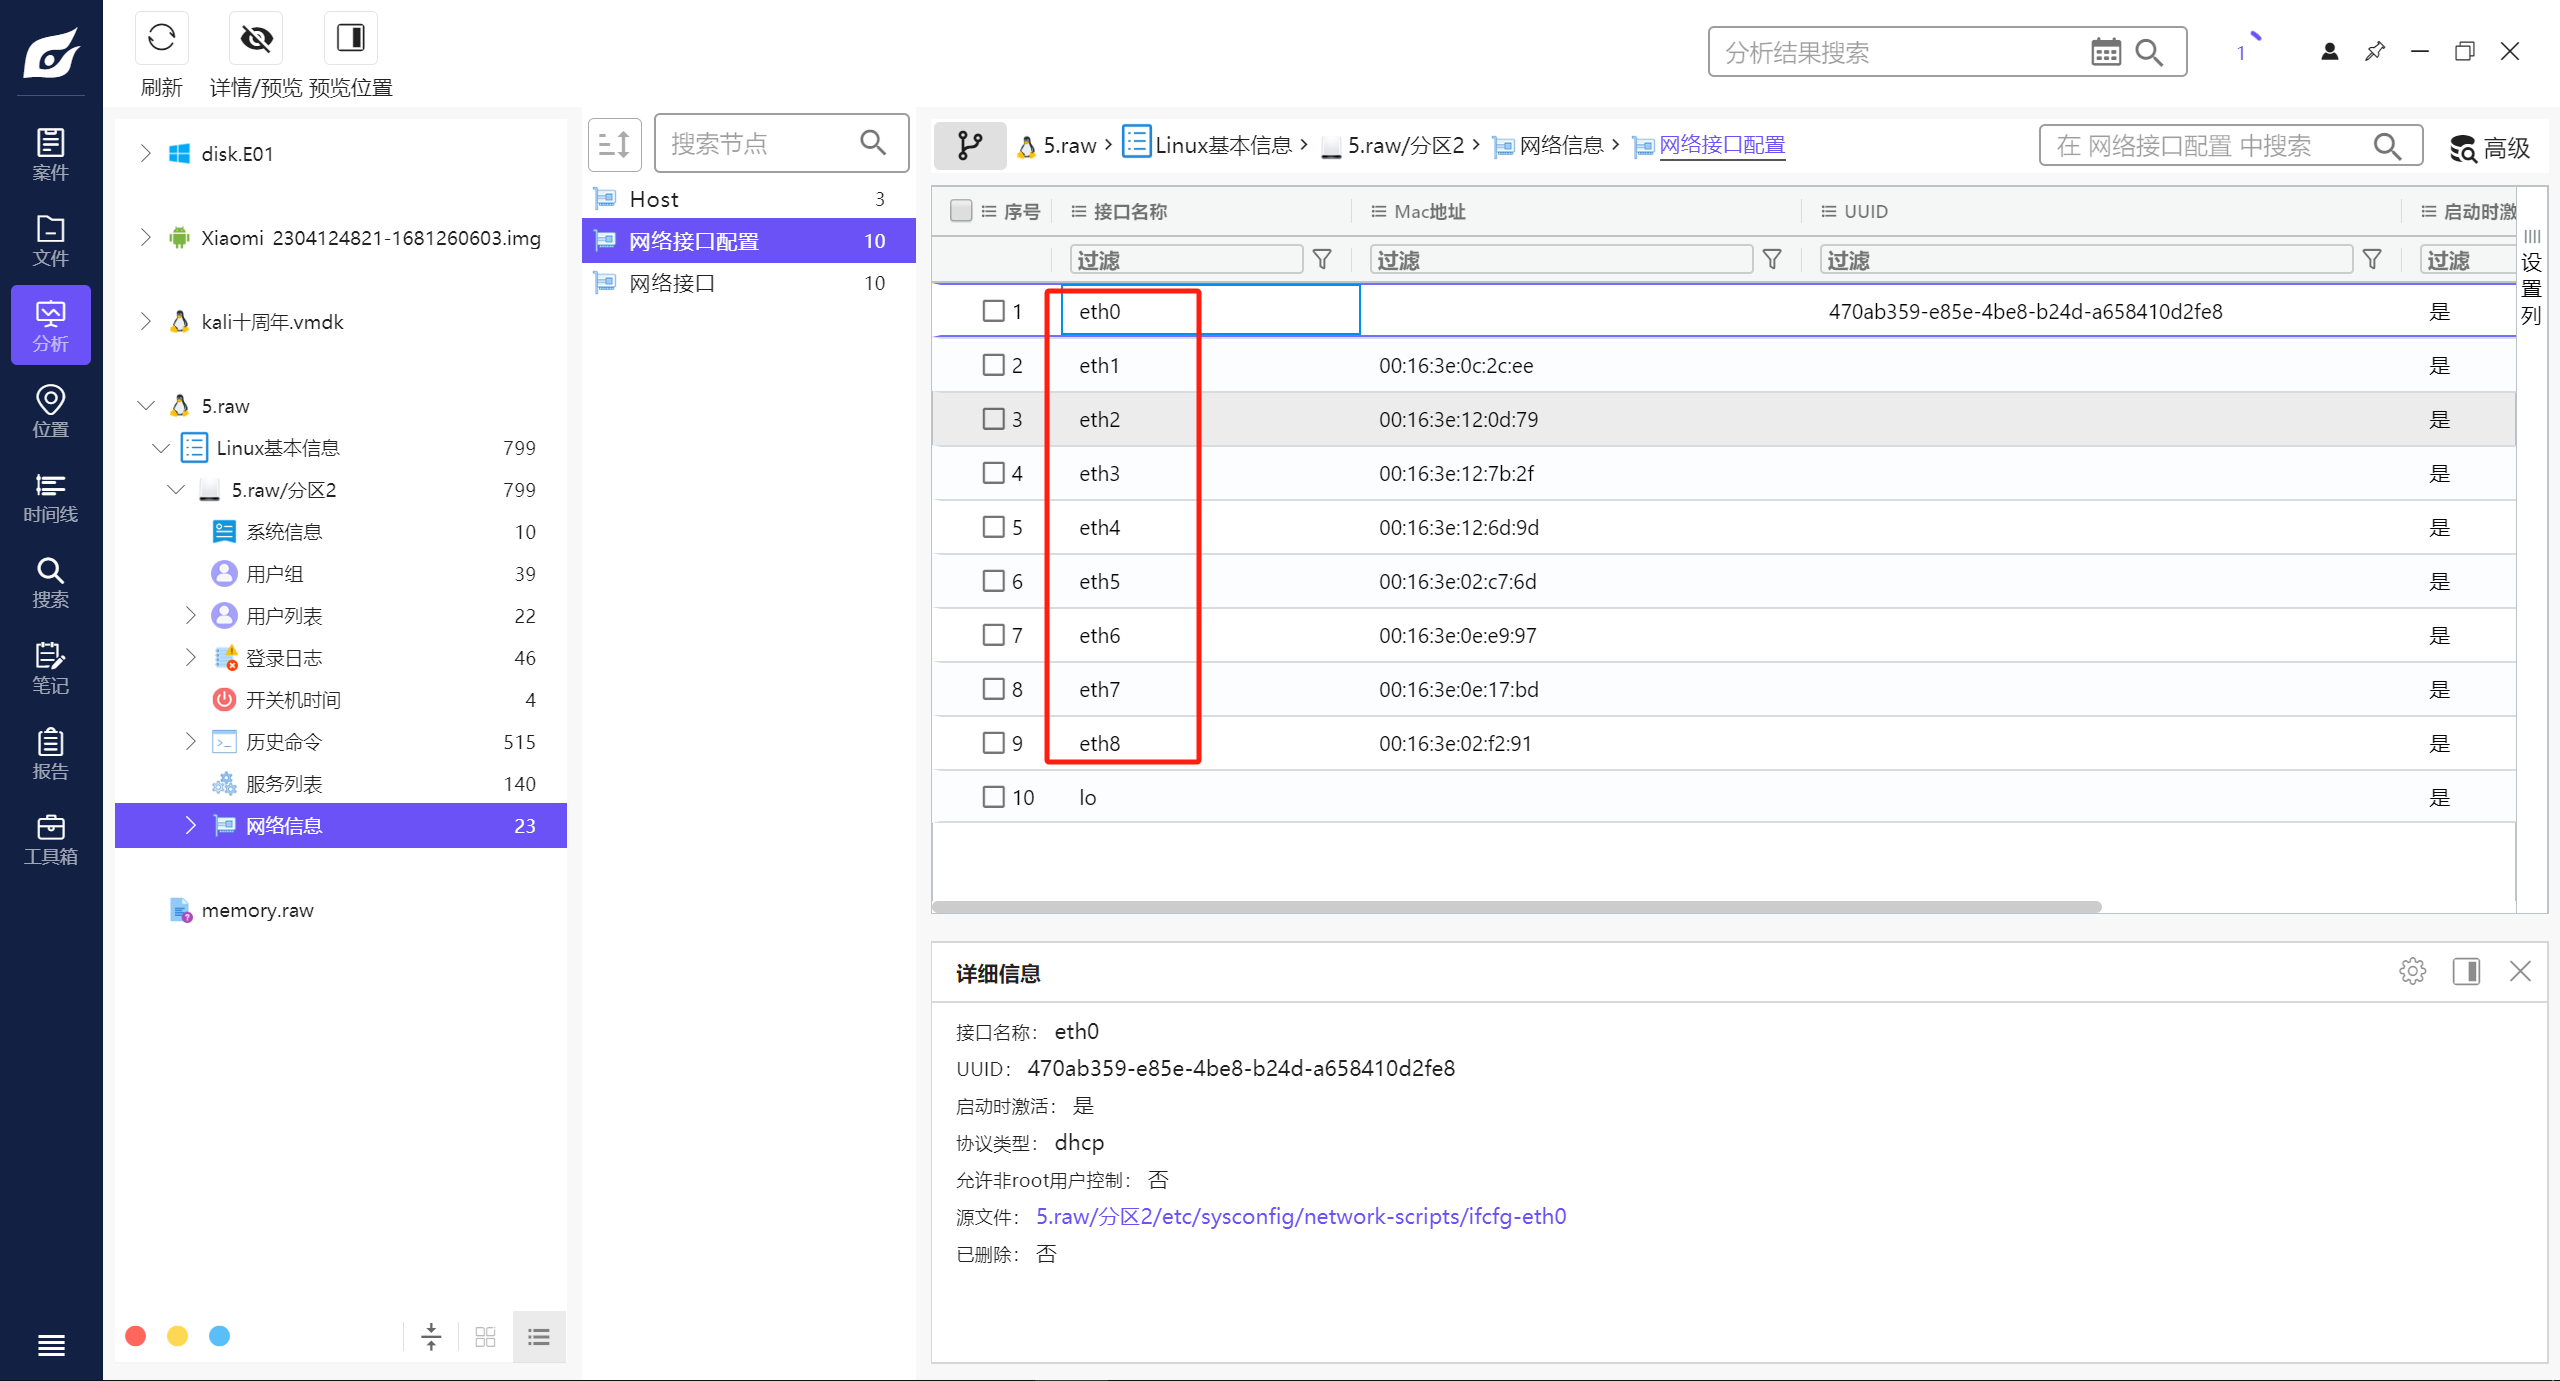 刷新
详情/预览
预览位置
分析结果搜索
1
案件
文件
分析
位置
时间线
搜索
笔记
报告
工具箱
disk.E01
Xiaomi 2304124821-1681260603.img
kali十周年.vmdk
5.raw
Linux基本信息 799
5.raw/分区2 799
系统信息 10
用户组 39
用户列表 22
登录日志 46
开关机时间 4
历史命令 515
服务列表 140
网络信息 23
memory.raw
搜索节点
Host 3
网络接口配置 10
网络接口 10
5.raw › Linux基本信息 › 5.raw/分区2 › 网络信息 › 网络接口配置
在 网络接口配置 中搜索
高级
序号 接口名称 Mac地址 UUID 启动时激
过滤 过滤 过滤 过滤
1 eth0 470ab359-e85e-4be8-b24d-a658410d2fe8 是
2 eth1 00:16:3e:0c:2c:ee 是
3 eth2 00:16:3e:12:0d:79 是
4 eth3 00:16:3e:12:7b:2f 是
5 eth4 00:16:3e:12:6d:9d 是
6 eth5 00:16:3e:02:c7:6d 是
7 eth6 00:16:3e:0e:e9:97 是
8 eth7 00:16:3e:0e:17:bd 是
9 eth8 00:16:3e:02:f2:91 是
10 lo 是
设置列
详细信息
接口名称： eth0
UUID： 470ab359-e85e-4be8-b24d-a658410d2fe8
启动时激活： 是
协议类型： dhcp
允许非root用户控制： 否
源文件： 5.raw/分区2/etc/sysconfig/network-scripts/ifcfg-eth0
已删除： 否